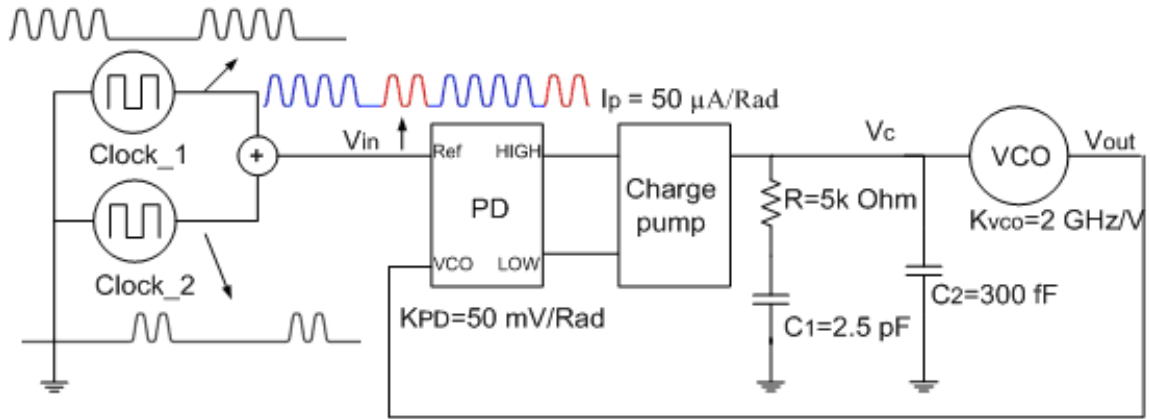 Clock_1
Clock_2
+
Vin
Ref
HIGH
PD
VCO
LOW
KPD=50 mV/Rad
Ip = 50 µA/Rad
Charge
pump
Vc
R=5k Ohm
C1=2.5 pF
C2=300 fF
VCO
Kvco=2 GHz/V
Vout